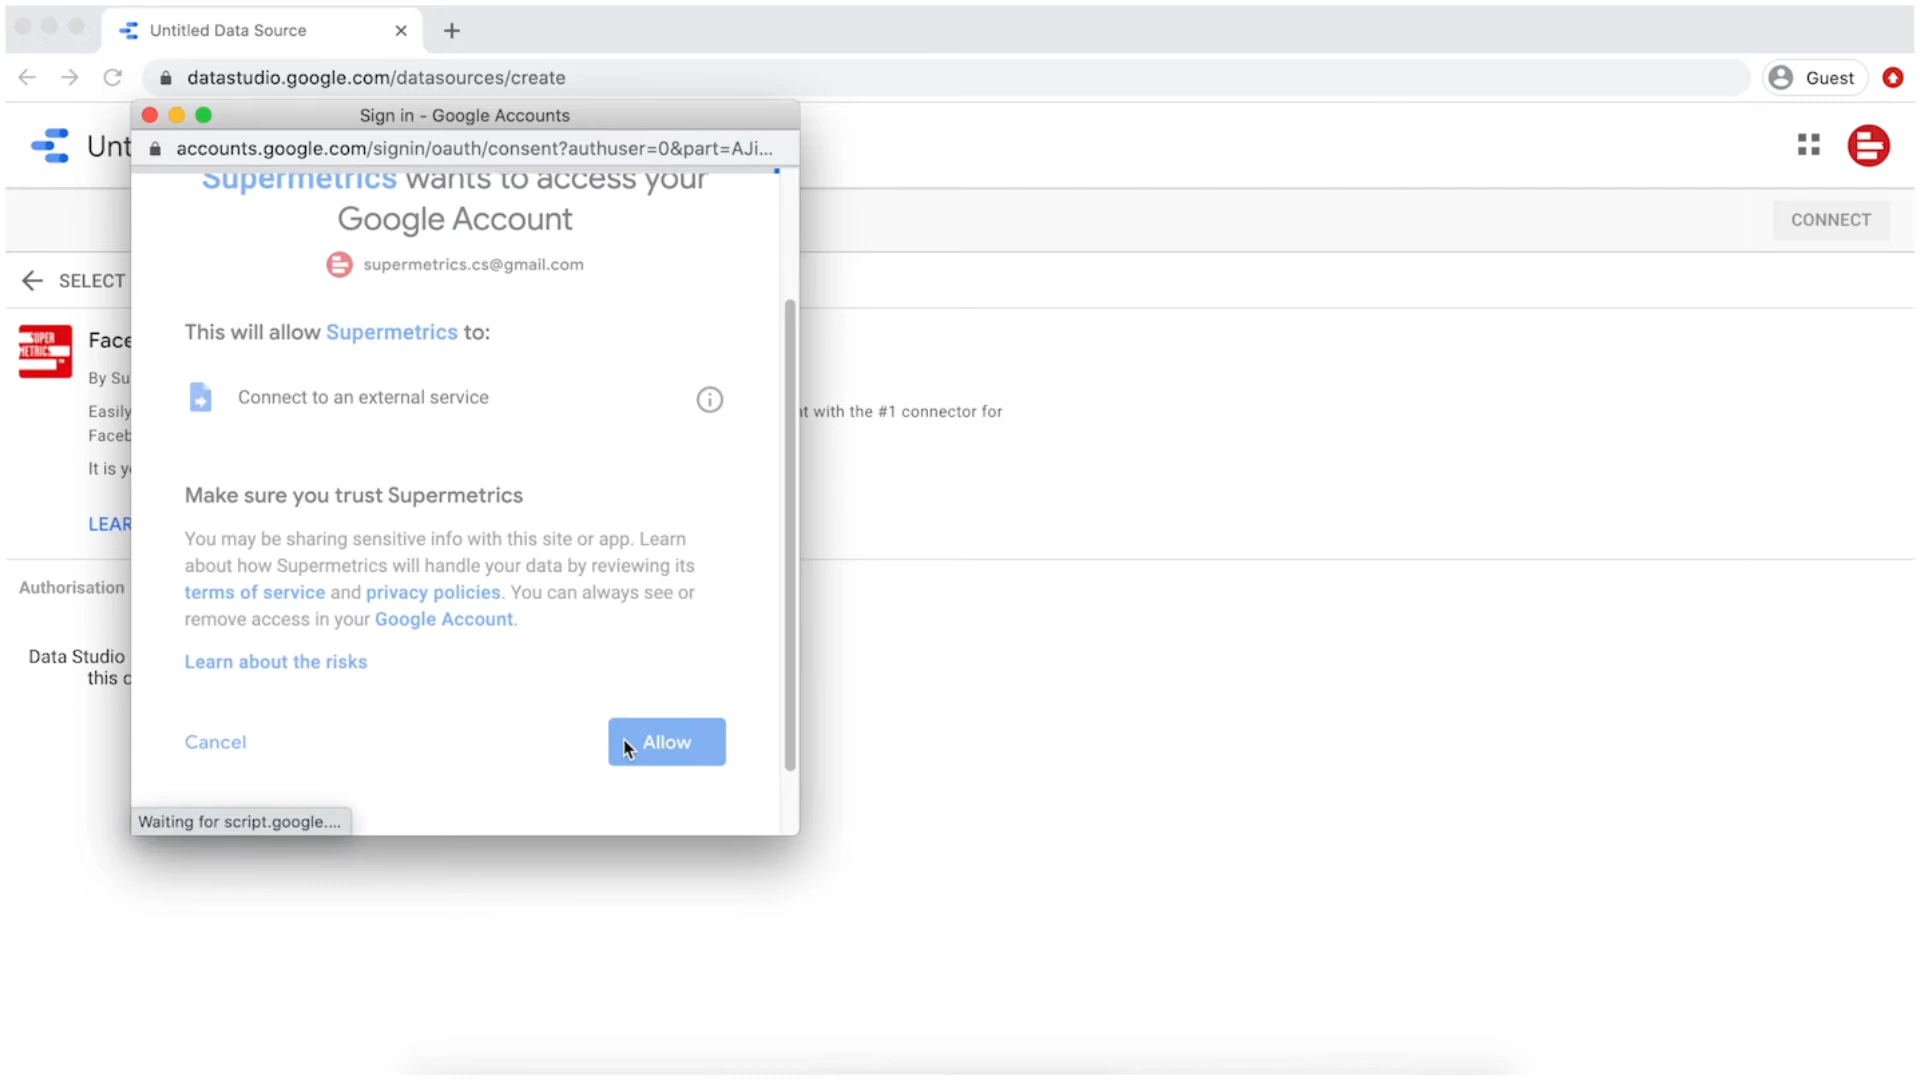 Untitled Data Source
datastudio.google.com/datasources/create
Guest
Sign in - Google Accounts
Unt
accounts.google.com/signin/oauth/consent?authuser=0&part=AJi...
Supermetrics wants to access your
Google Account
CONNECT
supermetrics.cs@gmail.com
SELECT
This will allow Supermetrics to:
SUPER
METRICS
Face
By Su
Connect to an external service
Easily
nt with the #1 connector for
Faceb
It is y
Make sure you trust Supermetrics
LEAR
You may be sharing sensitive info with this site or app. Learn
about how Supermetrics will handle your data by reviewing its
terms of service and privacy policies. You can always see or
remove access in your Google Account.
Authorisation
Data Studio
this c
Learn about the risks
Cancel
Allow
Waiting for script.google....